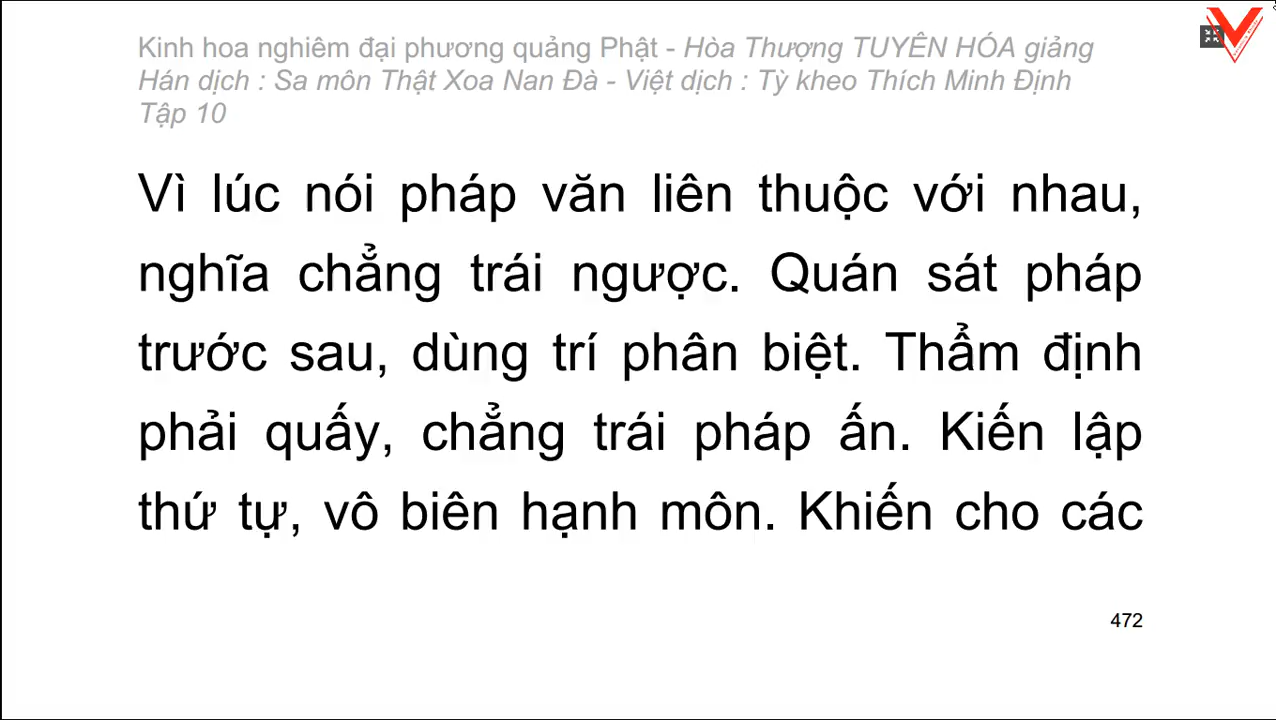 Kinh hoa nghiêm đại phương quảng Phật - Hòa Thượng TUYÊN HÓA giảng
Hán dịch : Sa môn Thật Xoa Nan Đà - Việt dịch : Tỳ kheo Thích Minh Định
Tập 10
Vì lúc nói pháp văn liên thuộc với nhau,
nghĩa chẳng trái ngược. Quán sát pháp
trước sau, dùng trí phân biệt. Thẩm định
phải quấy, chẳng trái pháp ấn. Kiến lập
thứ tự, vô biên hạnh môn. Khiến cho các
472